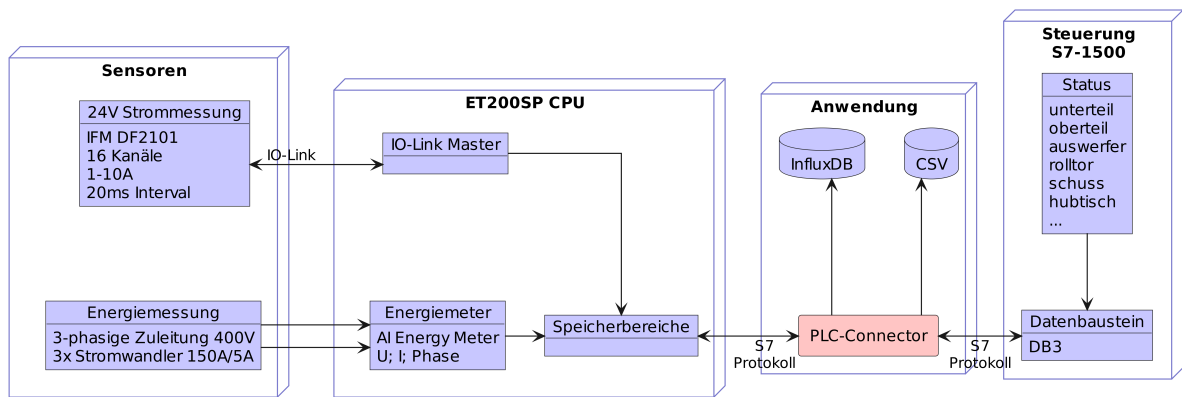 Sensoren
24V Strommessung
IFM DF2101
16 Kanäle
1-10A
20ms Interval
IO-Link
Energiemessung
3-phasige Zuleitung 400V
3x Stromwandler 150A/5A
ET200SP CPU
IO-Link Master
Energiemeter
AI Energy Meter
U; I; Phase
Speicherbereiche
S7
Protokoll
Anwendung
InfluxDB
CSV
PLC-Connector
S7
Protokoll
Steuerung
S7-1500
Status
unterteil
oberteil
auswerfer
rolltor
schuss
hubtisch
...
Datenbaustein
DB3